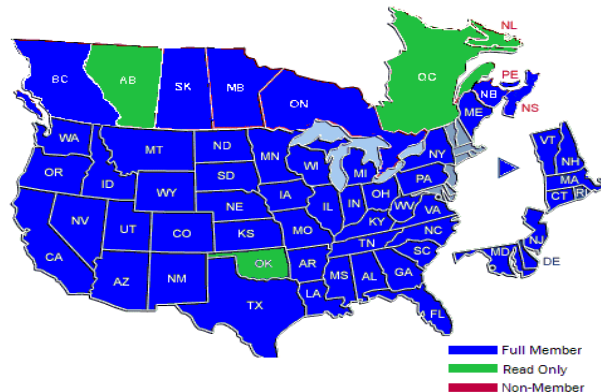 NL
BC
AB
SK
MB
ON
QC
PE
NB
NS
ME
WA
MT
ND
MN
WI
MI
NY
VT
NH
MA
CT
RI
OR
ID
WY
SD
IA
NE
IL
IN
OH
PA
NJ
NV
UT
CO
KS
MO
KY
WV
VA
MD
DE
CA
AZ
NM
OK
AR
TN
NC
SC
MS
AL
GA
TX
LA
FL
Full Member
Read Only
Non-Member